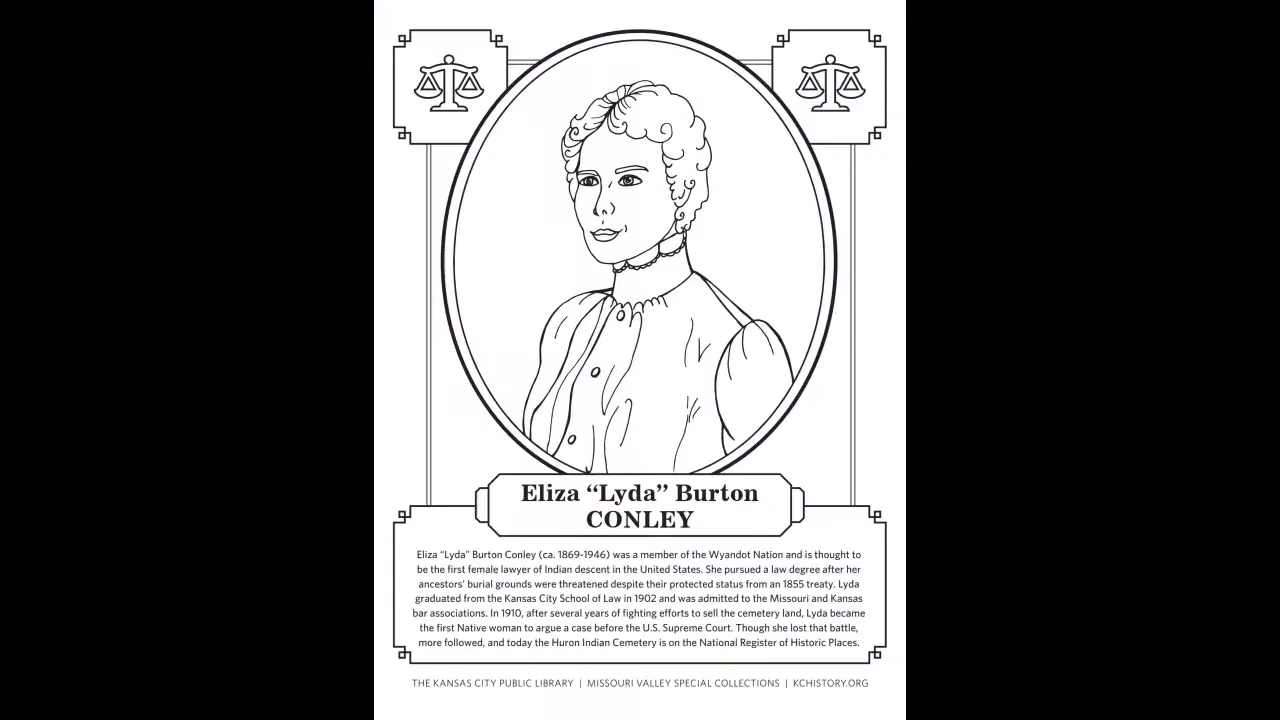 Eliza “Lyda” Burton
CONLEY
Eliza “Lyda” Burton Conley (ca. 1869-1946) was a member of the Wyandot Nation and is thought to
be the first female lawyer of Indian descent in the United States. She pursued a law degree after her
ancestors’ burial grounds were threatened despite their protected status from an 1855 treaty. Lyda
graduated from the Kansas City School of Law in 1902 and was admitted to the Missouri and Kansas
bar associations. In 1910, after several years of fighting efforts to sell the cemetery land, Lyda became
the first Native woman to argue a case before the U.S. Supreme Court. Though she lost that battle,
more followed, and today the Huron Indian Cemetery is on the National Register of Historic Places.
THE KANSAS CITY PUBLIC LIBRARY | MISSOURI VALLEY SPECIAL COLLECTIONS | KCHISTORY.ORG